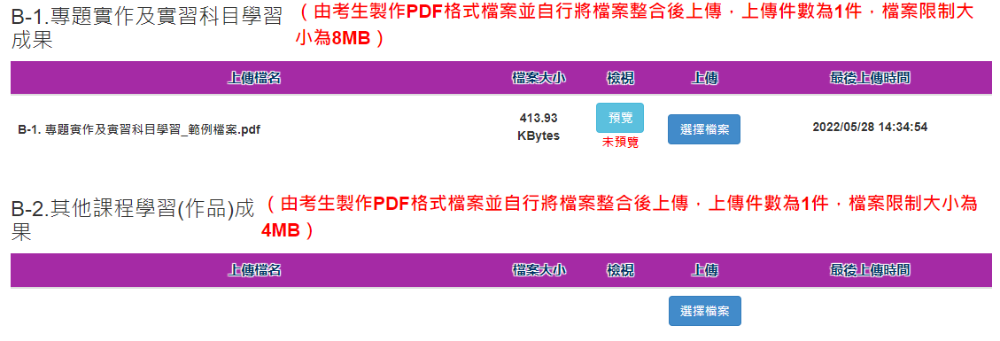 B-1.專題實作及實習科目學習成果
（由考生製作PDF格式檔案並自行將檔案整合後上傳，上傳件數為1件，檔案限制大小為8MB）
上傳檔名 檔案大小 檢視 上傳 最後上傳時間
B-1. 專題實作及實習科目學習_範例檔案.pdf 413.93 KBytes 預覽 未預覽 選擇檔案 2022/05/28 14:34:54
B-2.其他課程學習(作品)成果
（由考生製作PDF格式檔案並自行將檔案整合後上傳，上傳件數為1件，檔案限制大小為4MB）
上傳檔名 檔案大小 檢視 上傳 最後上傳時間
選擇檔案